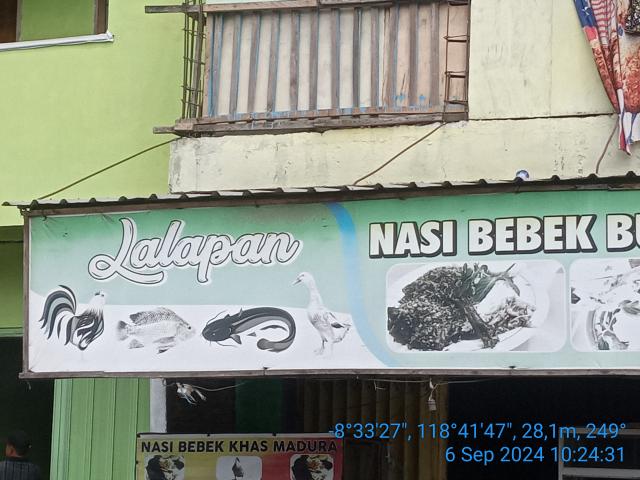 Lalapan
NASI BEBEK
NASI BEBEK KHAS MADURA
-8°33'27", 118°41'47", 28,1m, 249°
6 Sep 2024 10:24:31